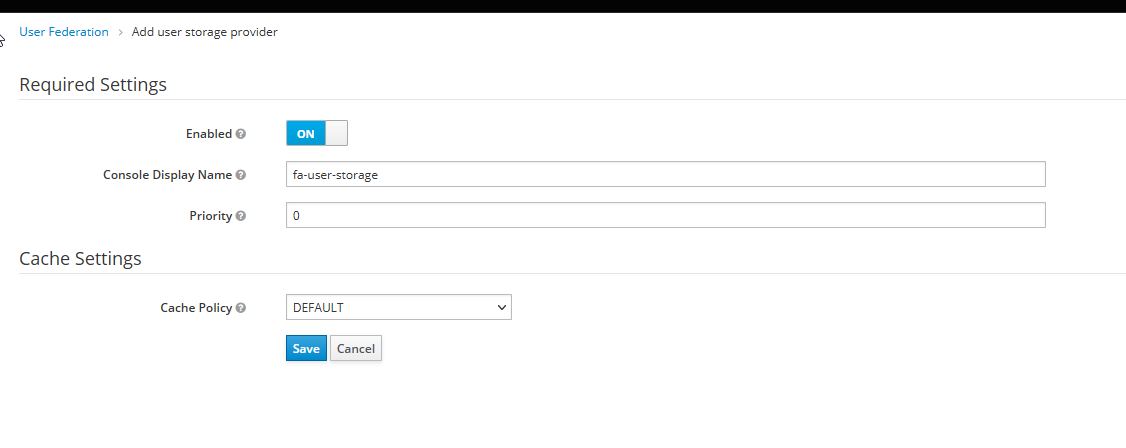 User Federation > Add user storage provider
Required Settings
Enabled ?
ON
Console Display Name ?
fa-user-storage
Priority ?
0
Cache Settings
Cache Policy ?
DEFAULT
Save Cancel